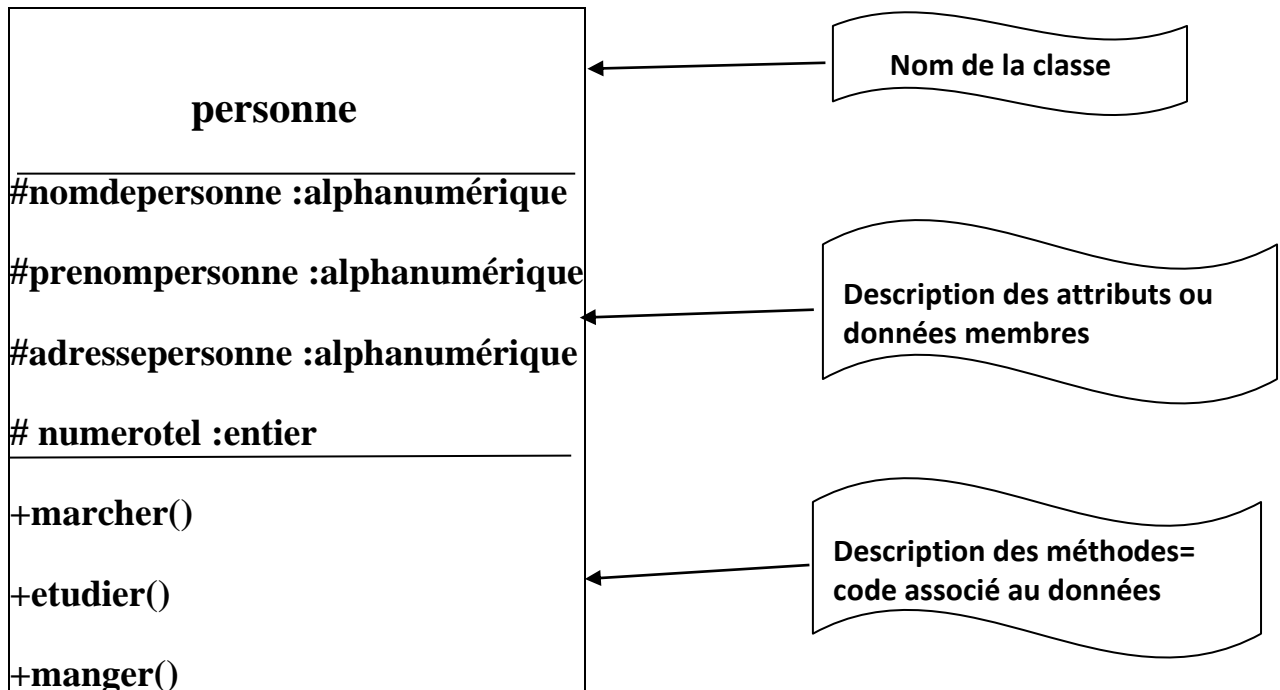 personne
#nomdepersonne :alphanumérique
#prenompersonne :alphanumérique
#adressepersonne :alphanumérique
# numerotel :entier
+marcher()
+etudier()
+manger()
Nom de la classe
Description des attributs ou
données membres
Description des méthodes=
code associé au données